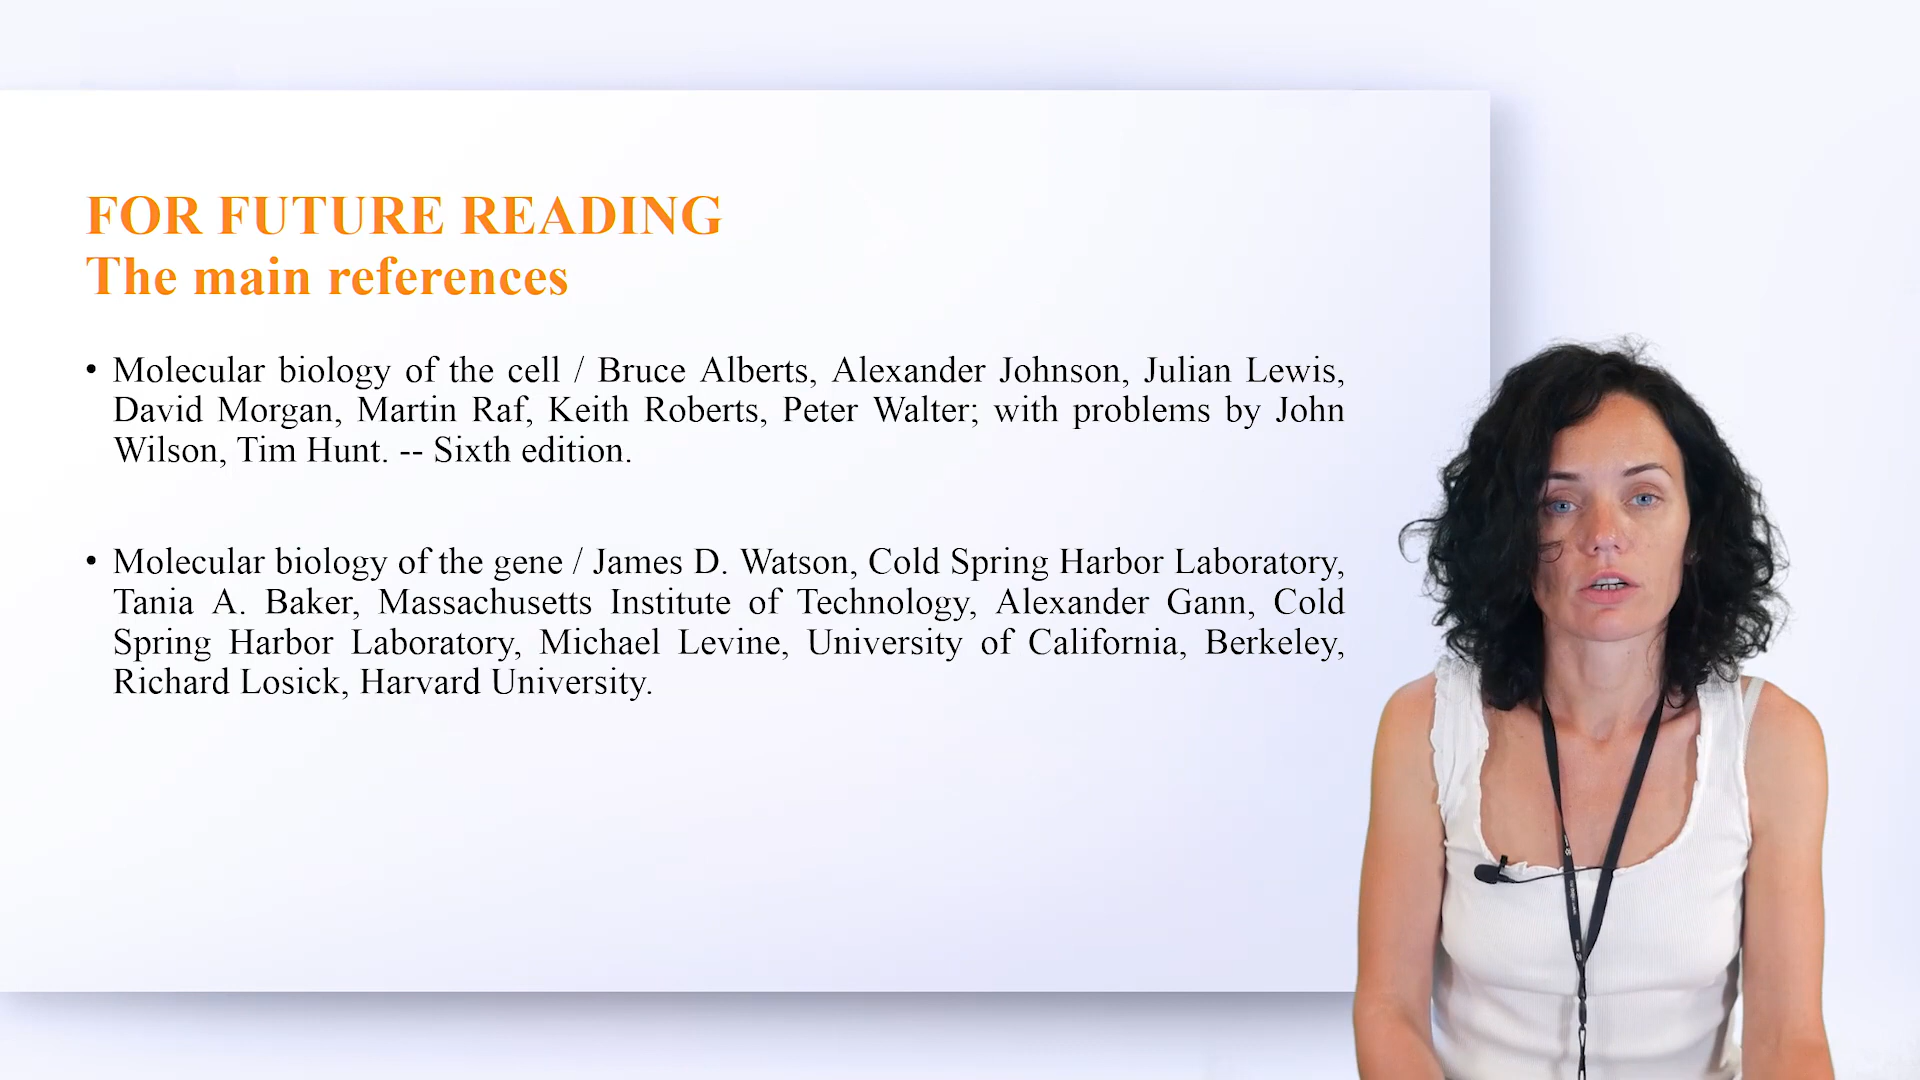 FOR FUTURE READING
The main references
• Molecular biology of the cell / Bruce Alberts, Alexander Johnson, Julian Lewis,
David Morgan, Martin Raf, Keith Roberts, Peter Walter; with problems by John
Wilson, Tim Hunt. -- Sixth edition.
• Molecular biology of the gene / James D. Watson, Cold Spring Harbor Laboratory,
Tania A. Baker, Massachusetts Institute of Technology, Alexander Gann, Cold
Spring Harbor Laboratory, Michael Levine, University of California, Berkeley,
Richard Losick, Harvard University.